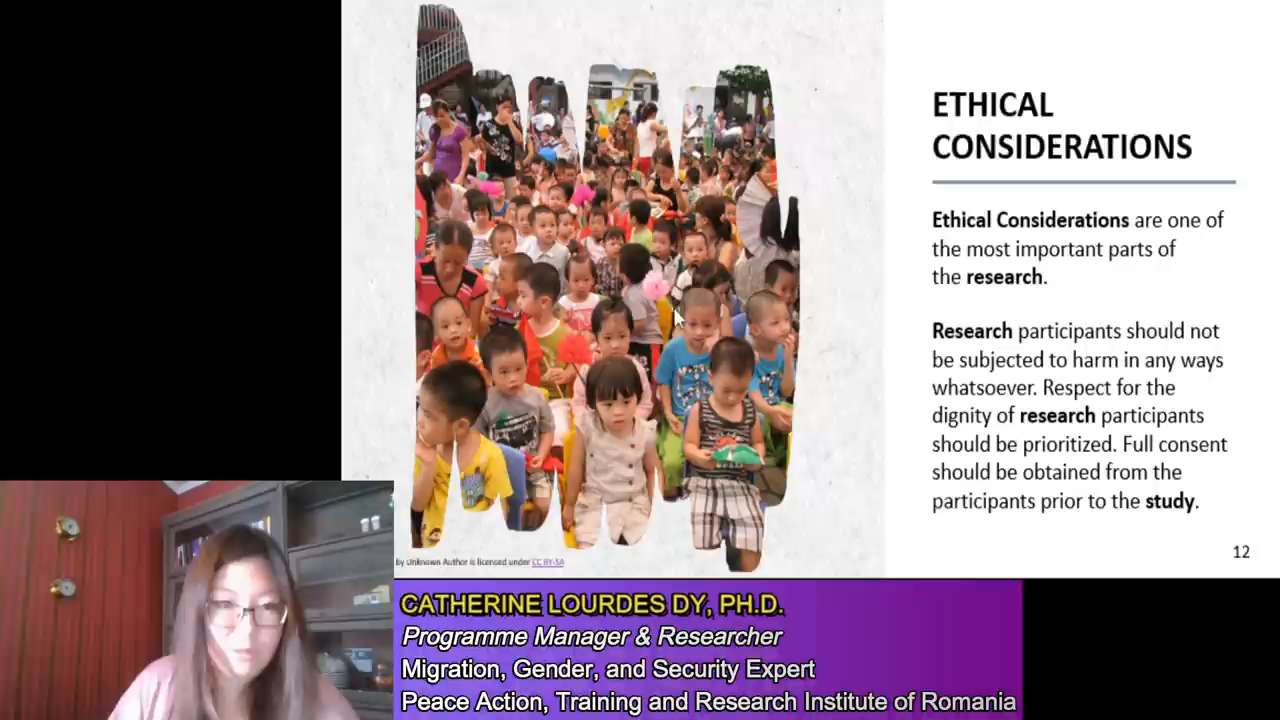 ETHICAL
CONSIDERATIONS
Ethical Considerations are one of
the most important parts of
the research.
Research participants should not
be subjected to harm in any ways
whatsoever. Respect for the
dignity of research participants
should be prioritized. Full consent
should be obtained from the
participants prior to the study.
12
by Unknown Author is licensed under CC BY-SA
CATHERINE LOURDES DY, PH.D.
Programme Manager & Researcher
Migration, Gender, and Security Expert
Peace Action, Training and Research Institute of Romania